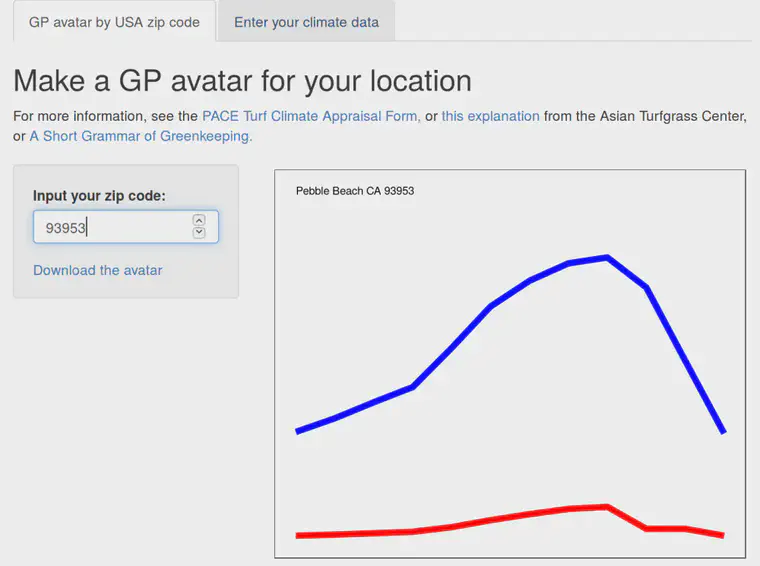 GP avatar by USA zip code
Enter your climate data
Make a GP avatar for your location
For more information, see the PACE Turf Climate Appraisal Form, or this explanation from the Asian Turfgrass Center,
or A Short Grammar of Greenkeeping.
Input your zip code:
93953
Download the avatar
Pebble Beach CA 93953